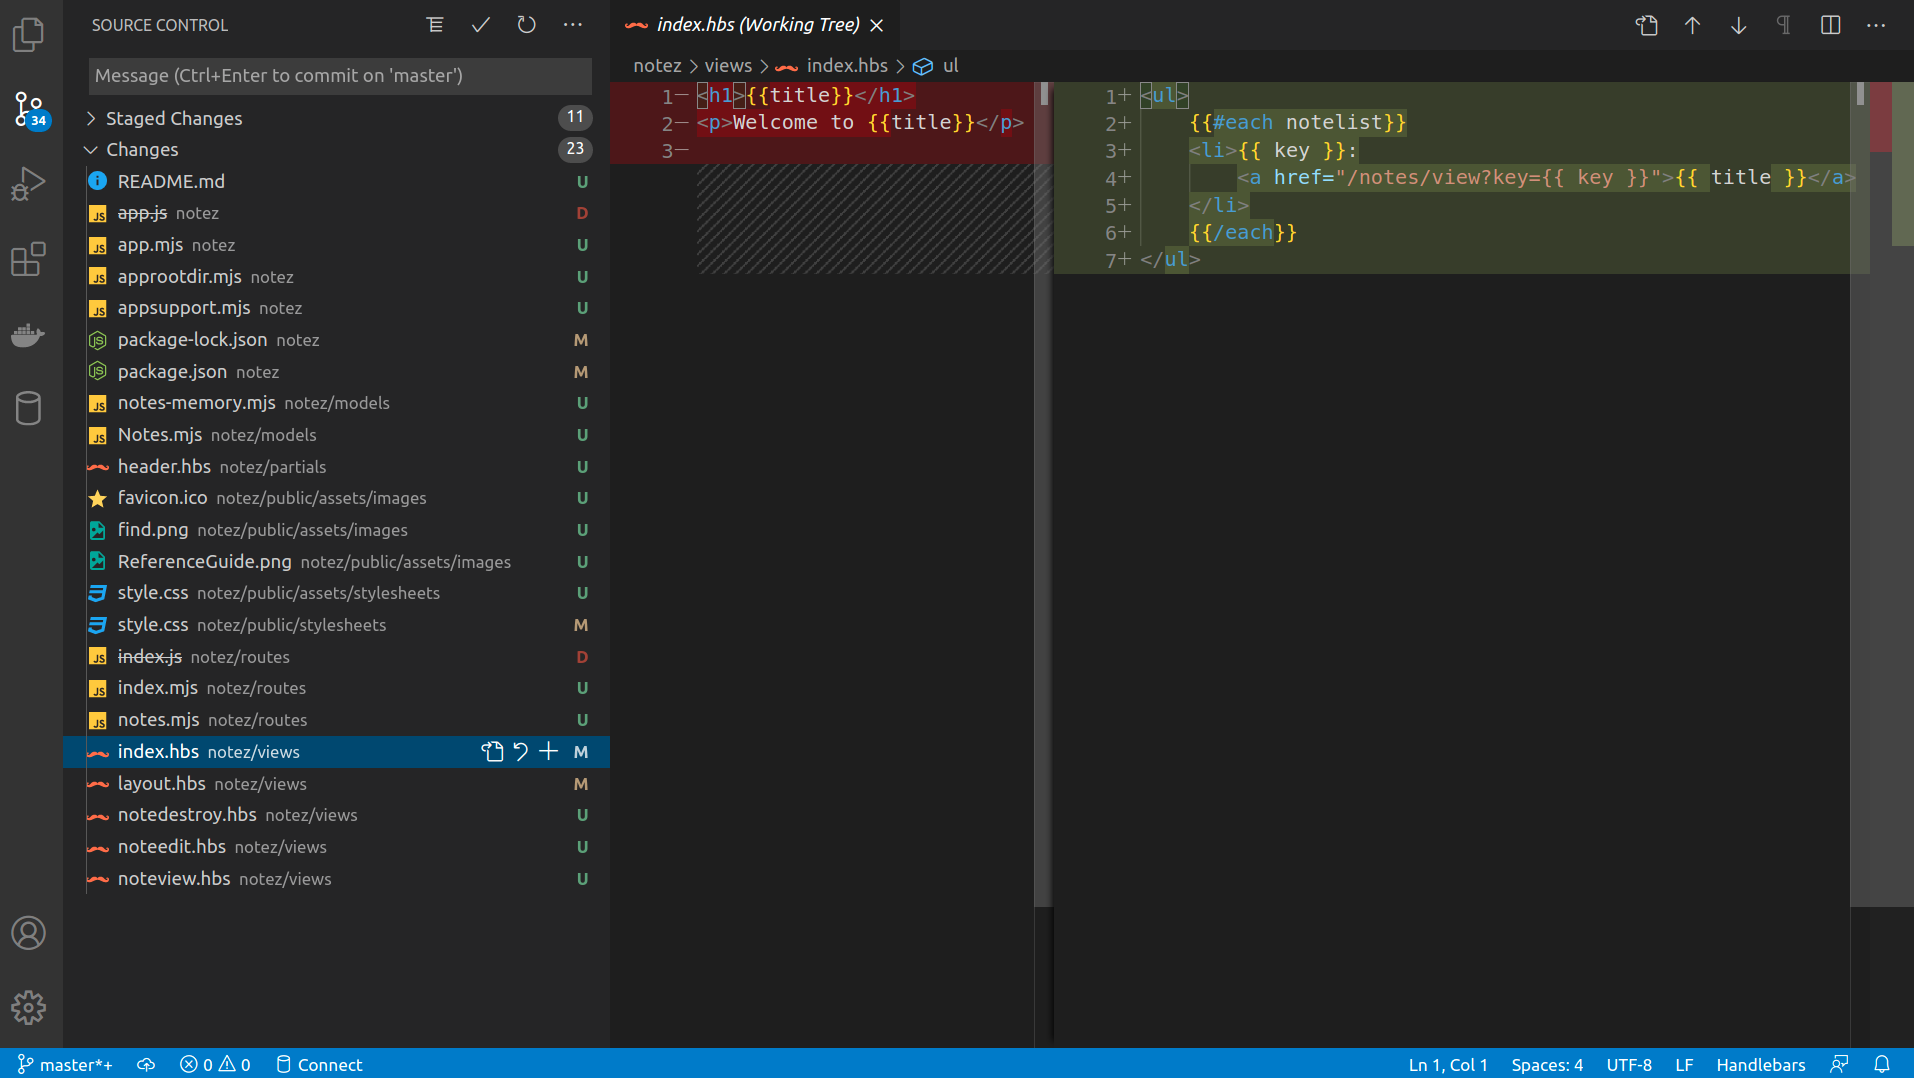 SOURCE CONTROL
Message (Ctrl+Enter to commit on 'master')
34
Staged Changes 11
Changes 23
README.md U
app.js notez D
app.mjs notez U
approotdir.mjs notez U
appsupport.mjs notez U
package-lock.json notez M
package.json notez M
notes-memory.mjs notez/models U
Notes.mjs notez/models U
header.hbs notez/partials U
favicon.ico notez/public/assets/images U
find.png notez/public/assets/images U
ReferenceGuide.png notez/public/assets/images U
style.css notez/public/assets/stylesheets U
style.css notez/public/stylesheets M
index.js notez/routes D
index.mjs notez/routes U
notes.mjs notez/routes U
index.hbs notez/views M
layout.hbs notez/views M
notedestroy.hbs notez/views U
noteedit.hbs notez/views U
noteview.hbs notez/views U
index.hbs (Working Tree)
notez > views > index.hbs > ul
1— <h1>{{title}}</h1>
2— <p>Welcome to {{title}}</p>
3—
1+ <ul>
2+ {{#each notelist}}
3+ <li>{{ key }}:
4+ <a href="/notes/view?key={{ key }}">{{ title }}</a>
5+ </li>
6+ {{/each}}
7+ </ul>
master*+ 0 0 Connect Ln 1, Col 1 Spaces: 4 UTF-8 LF Handlebars